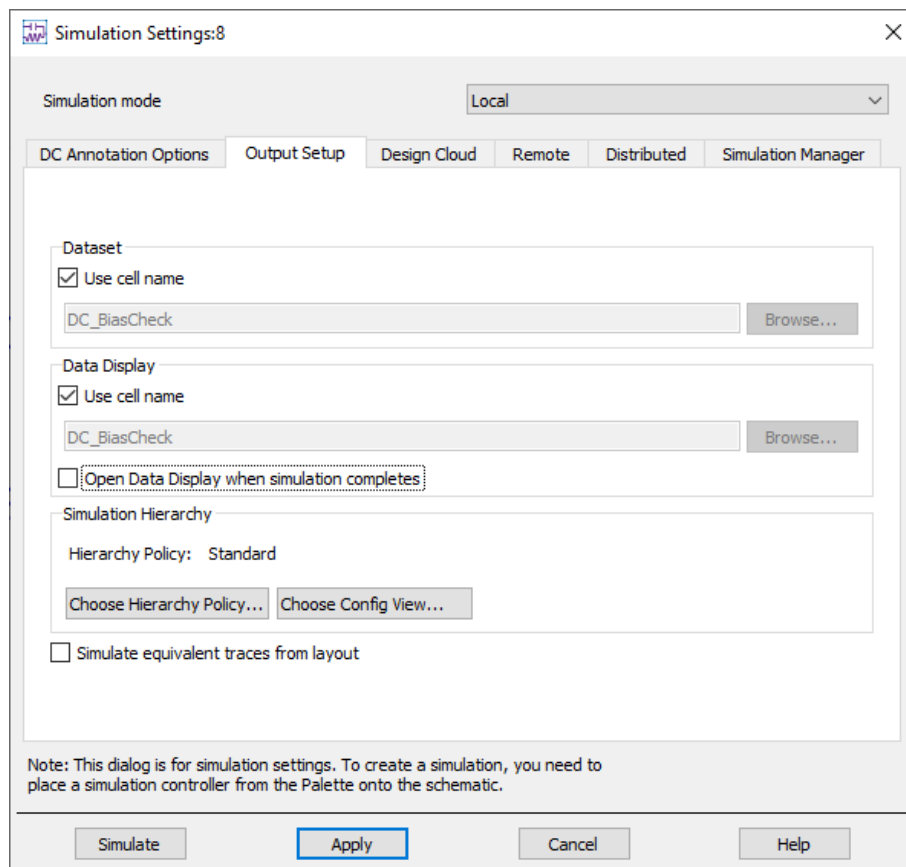 Simulation Settings:8
Simulation mode Local
DC Annotation Options Output Setup Design Cloud Remote Distributed Simulation Manager
Dataset
Use cell name
DC_BiasCheck Browse...
Data Display
Use cell name
DC_BiasCheck Browse...
Open Data Display when simulation completes
Simulation Hierarchy
Hierarchy Policy: Standard
Choose Hierarchy Policy... Choose Config View...
Simulate equivalent traces from layout
Note: This dialog is for simulation settings. To create a simulation, you need to
place a simulation controller from the Palette onto the schematic.
Simulate Apply Cancel Help